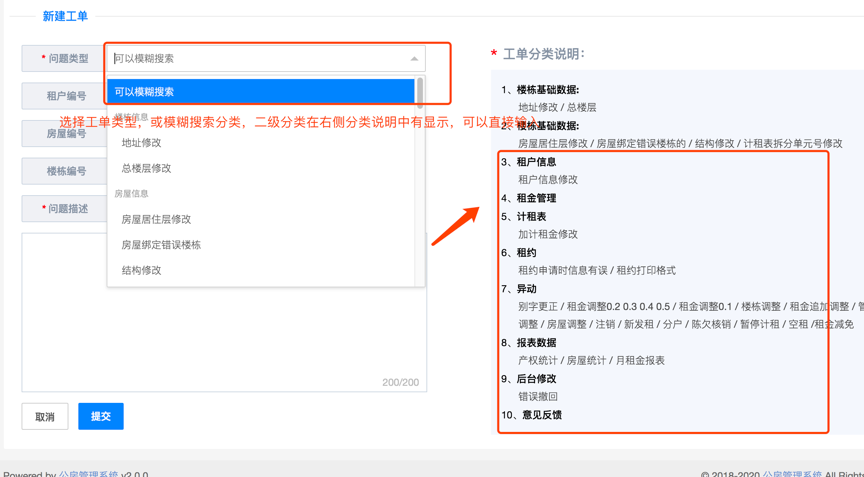 新建工单
* 问题类型
可以模糊搜索
租户编号
房屋编号
楼栋编号
* 问题描述
可以模糊搜索
楼栋信息
地址修改
总楼层修改
房屋信息
房屋居住层修改
房屋绑定错误楼栋
结构修改
选择工单类型，或模糊搜索分类，二级分类在右侧分类说明中有显示，可以直接输入
200/200
取消
提交
* 工单分类说明：
1、楼栋基础数据:
地址修改 / 总楼层
2、楼栋基础数据:
房屋居住层修改 / 房屋绑定错误楼栋的 / 结构修改 / 计租表拆分单元号修改
3、租户信息
租户信息修改
4、租金管理
5、计租表
加计租金修改
6、租约
租约申请时信息有误 / 租约打印格式
7、异动
别字更正 / 租金调整0.2 0.3 0.4 0.5 / 租金调整0.1 / 楼栋调整 / 租金追加调整 /
调整 / 房屋调整 / 注销 / 新发租 / 分户 / 陈欠核销 / 暂停计租 / 空租 /租金减免
8、报表数据
产权统计 / 房屋统计 / 月租金报表
9、后台修改
错误撤回
10、意见反馈
Powered by 公房管理系统 v2.0.0
© 2018-2020 公房管理系统 All Rights